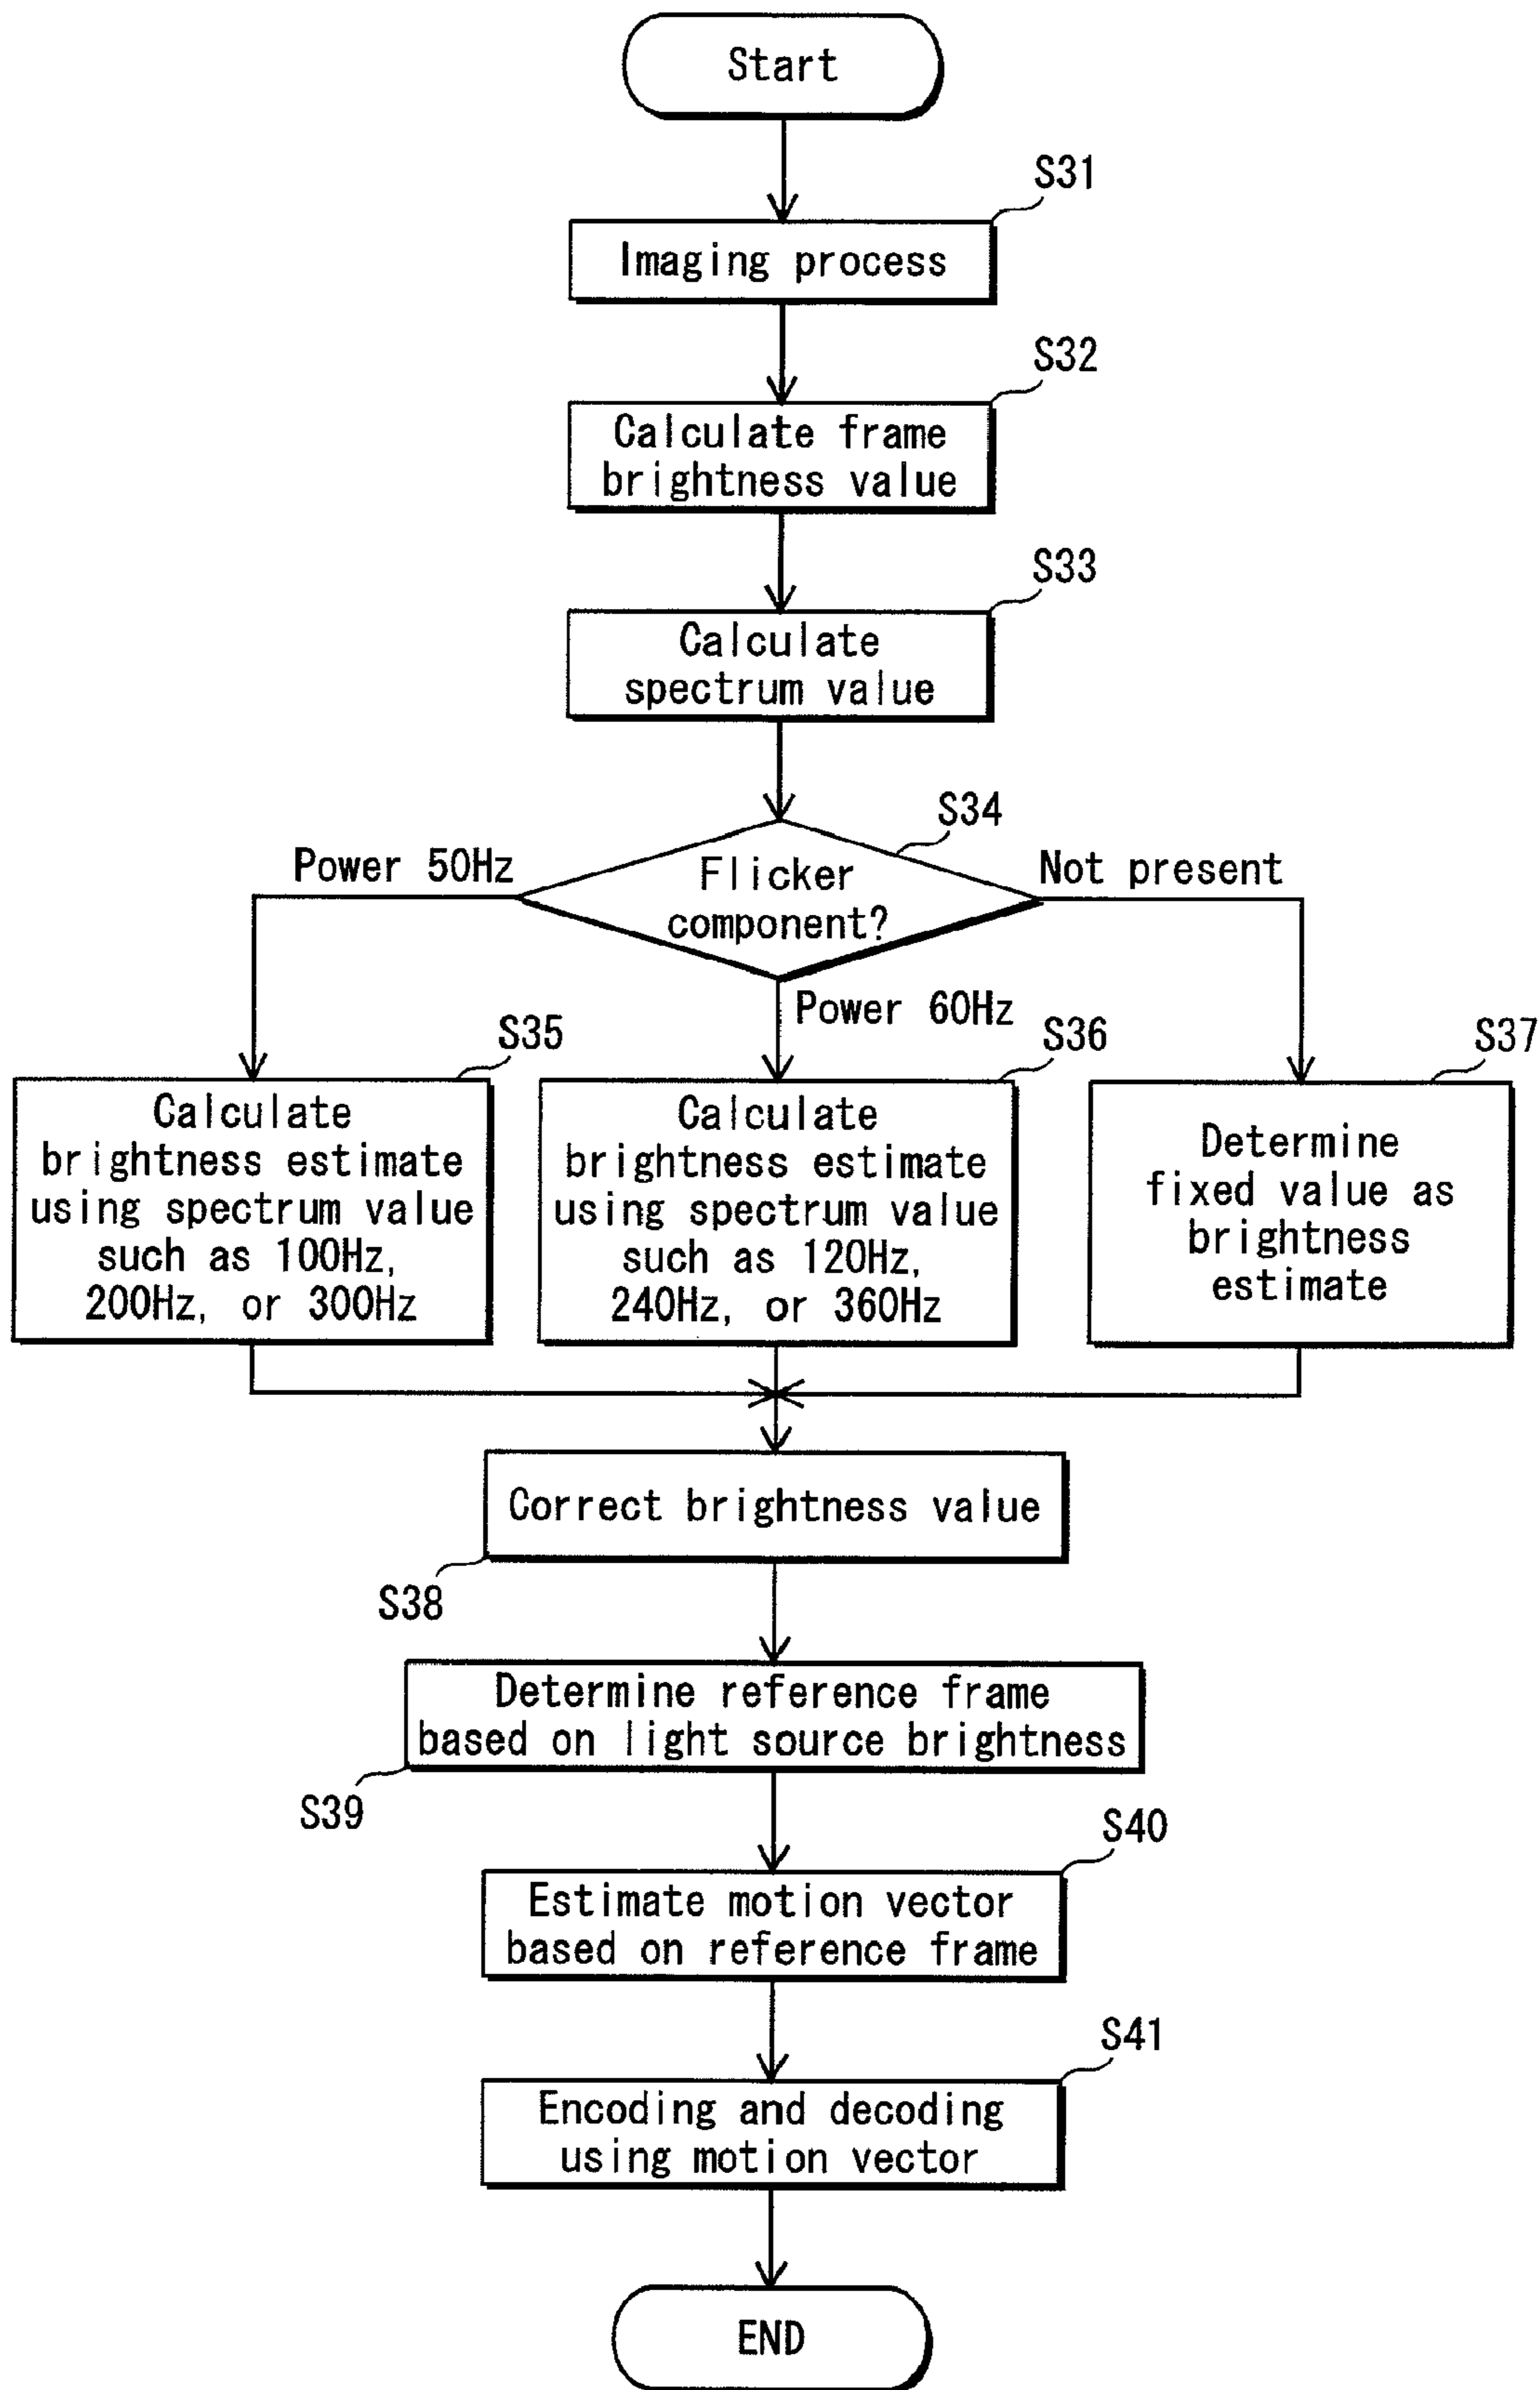 Start
S31
Imaging process
S32
Calculate frame
brightness value
S33
Calculate
spectrum value
S34
Power 50Hz
Flicker
component?
Not present
Power 60Hz
S35
Calculate
brightness estimate
using spectrum value
such as 100Hz,
200Hz, or 300Hz
S36
Calculate
brightness estimate
using spectrum value
such as 120Hz,
240Hz, or 360Hz
S37
Determine
fixed value as
brightness
estimate
Correct brightness value
S38
Determine reference frame
based on light source brightness
S39
S40
Estimate motion vector
based on reference frame
S41
Encoding and decoding
using motion vector
END